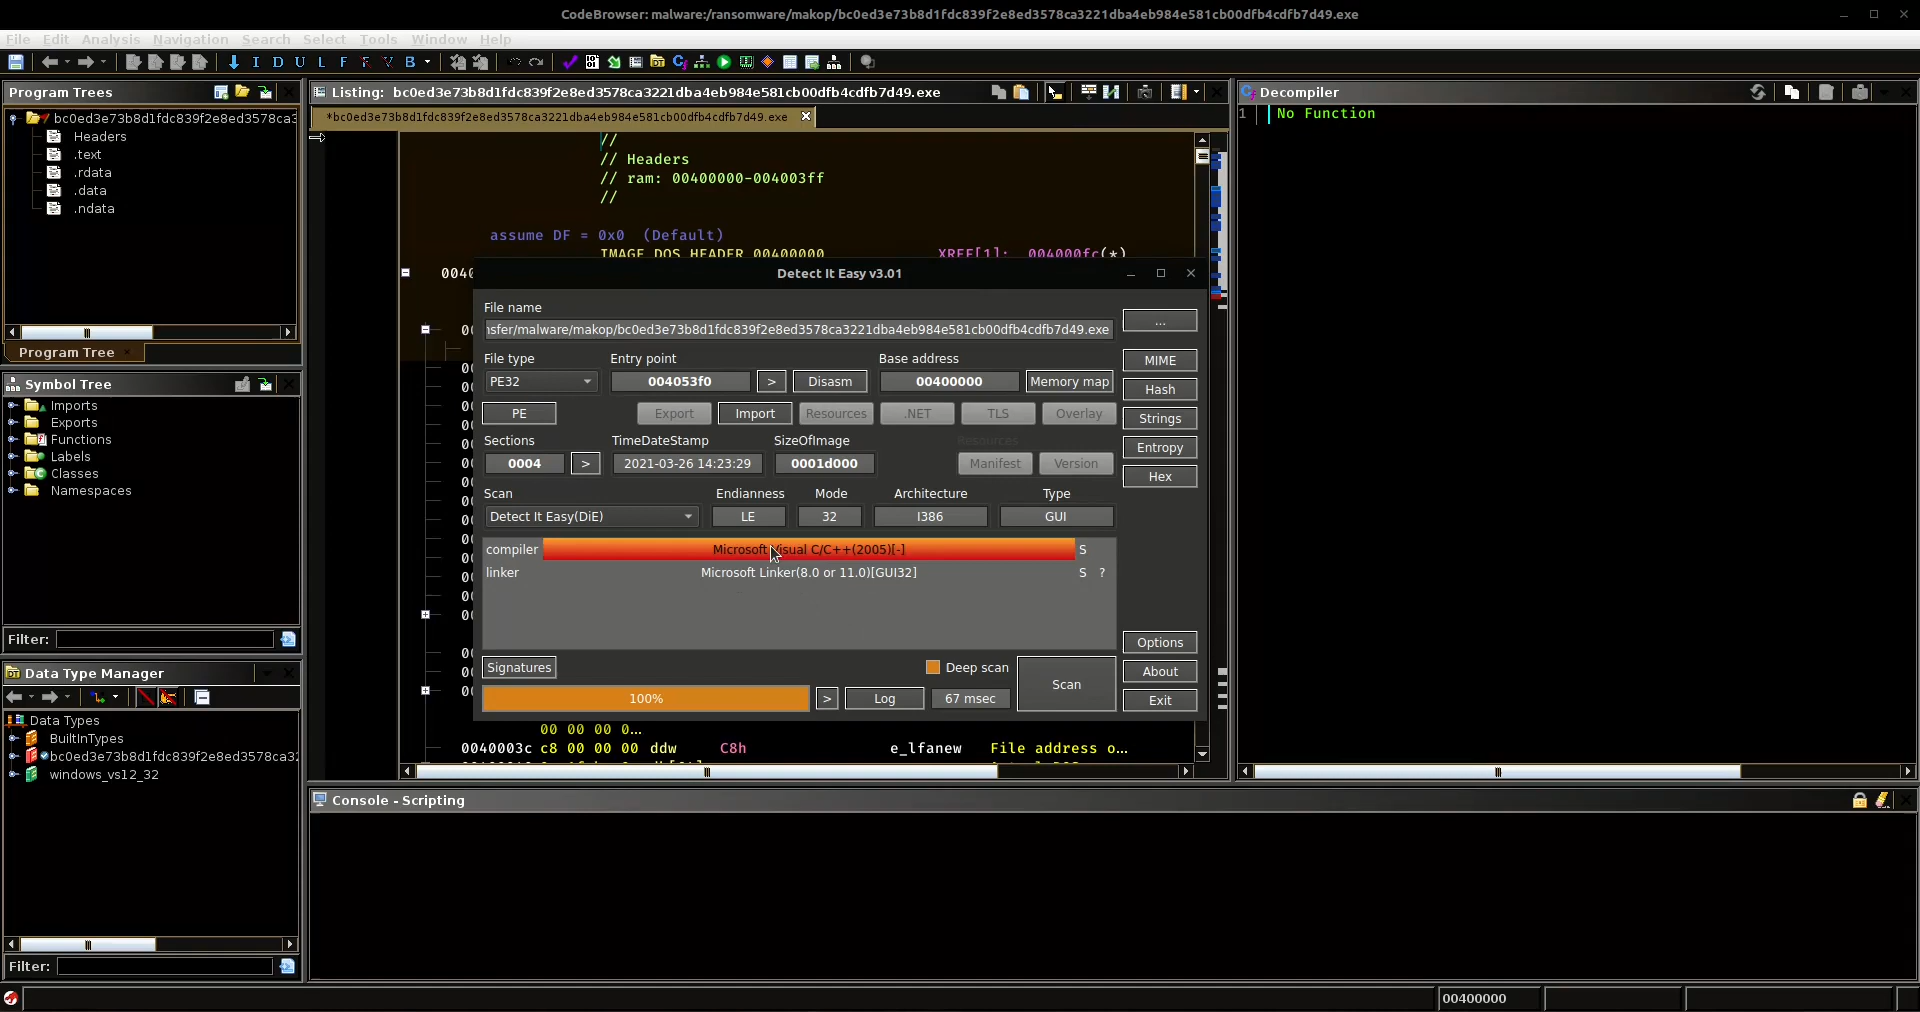 CodeBrowser: malware:/ransomware/makop/bc0ed3e73b8d1fdc839f2e8ed3578ca3221dba4eb984e581cb00dfb4cdfb7d49.exe
File Edit Analysis Navigation Search Select Tools Window Help
I D U L F F V B
Program Trees
bc0ed3e73b8d1fdc839f2e8ed3578ca3
Headers
.text
.rdata
.data
.ndata
Program Tree
Symbol Tree
Imports
Exports
Functions
Labels
Classes
Namespaces
Filter:
Data Type Manager
Data Types
BuiltInTypes
bc0ed3e73b8d1fdc839f2e8ed3578ca32
windows_vs12_32
Filter:
Listing: bc0ed3e73b8d1fdc839f2e8ed3578ca3221dba4eb984e581cb00dfb4cdfb7d49.exe
*bc0ed3e73b8d1fdc839f2e8ed3578ca3221dba4eb984e581cb00dfb4cdfb7d49.exe
//
// Headers
// ram: 00400000-004003ff
//
assume DF = 0x0 (Default)
IMAGE_DOS_HEADER_00400000 XREF[1]: 004000fc(*)
0040
Detect It Easy v3.01
File name
nsfer/malware/makop/bc0ed3e73b8d1fdc839f2e8ed3578ca3221dba4eb984e581cb00dfb4cdfb7d49.exe
...
File type Entry point Base address
PE32 004053f0 > Disasm 00400000 Memory map
MIME
Hash
Strings
Entropy
Hex
PE Export Import Resources .NET TLS Overlay
Sections TimeDateStamp SizeOfImage Resources
0004 > 2021-03-26 14:23:29 0001d000 Manifest Version
Scan Endianness Mode Architecture Type
Detect It Easy(DiE) LE 32 I386 GUI
compiler Microsoft Visual C/C++(2005)[-] S
linker Microsoft Linker(8.0 or 11.0)[GUI32] S ?
Options
Signatures Deep scan Scan About
100% > Log 67 msec Exit
00 00 00 0...
0040003c c8 00 00 00 ddw C8h e_lfanew File address o...
Decompiler
1 No Function
Console - Scripting
00400000